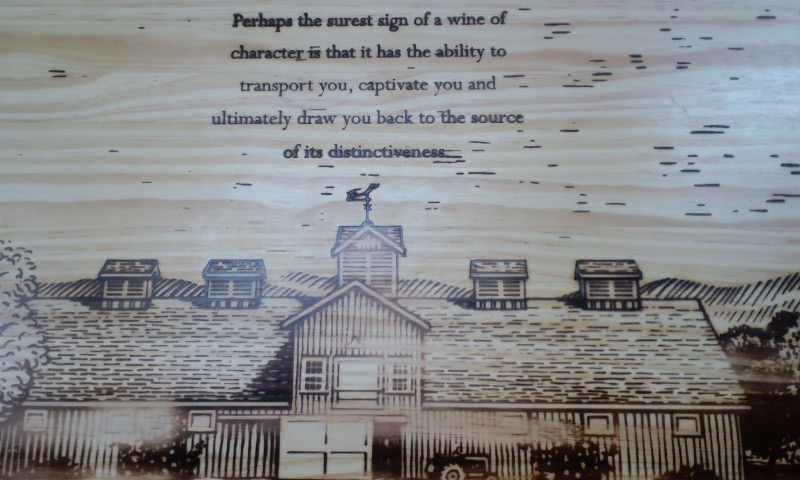 Perhaps the surest sign of a wine of
character is that it has the ability to
transport you, captivate you and
ultimately draw you back to the source
of its distinctiveness.